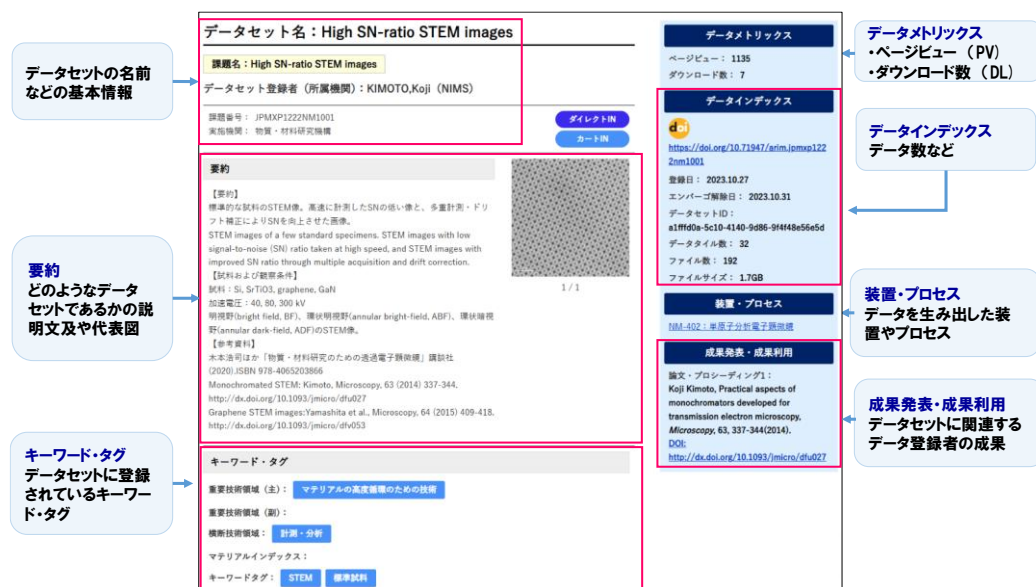 データセットの名前
などの基本情報
要約
どのようなデータ
セットであるかの説
明文及や代表図
キーワード・タグ
データセットに登録
されているキーワー
ド・タグ
データセット名：High SN-ratio STEM images
課題名：High SN-ratio STEM images
データセット登録者（所属機関）：KIMOTO,Koji（NIMS）
課題番号： JPMXP1222NM1001
実施機関： 物質・材料研究機構
ダイレクトIN
カートIN
要約
【要約】
標準的な試料のSTEM像。高速に計測したSNの低い像と、多重計測・ドリ
フト補正によりSNを向上させた画像。
STEM images of a few standard specimens. STEM images with low
signal-to-noise (SN) ratio taken at high speed, and STEM images with
improved SN ratio through multiple acquisition and drift correction.
【試料および観察条件】
試料：Si, SrTiO3, graphene, GaN
加速電圧：40, 80, 300 kV
明視野(bright field, BF)、環状明視野(annular bright-field, ABF)、環状暗視
野(annular dark-field, ADF)のSTEM像。
【参考資料】
木本浩司ほか「物質・材料研究のための透過電子顕微鏡」講談社
(2020).ISBN 978-4065203866
Monochromated STEM: Kimoto, Microscopy, 63 (2014) 337-344,
http://dx.doi.org/10.1093/jmicro/dfu027
Graphene STEM images:Yamashita et al., Microscopy, 64 (2015) 409-418,
http://dx.doi.org/10.1093/jmicro/dfv053
1 / 1
キーワード・タグ
重要技術領域（主）： マテリアルの高度循環のための技術
重要技術領域（副）：
横断技術領域： 計測・分析
マテリアルインデックス：
キーワードタグ： STEM 標準試料
データメトリックス
ページビュー： 1135
ダウンロード数： 7
データインデックス
doi
https://doi.org/10.71947/arim.jpmxp122
2nm1001
登録日： 2023.10.27
エンバーゴ解除日： 2023.10.31
データセットID：
a1fffd0a-5c10-4140-9d86-9f4f48e56e5d
データタイル数： 32
ファイル数： 192
ファイルサイズ： 1.7GB
装置・プロセス
NM-402：単原子分析電子顕微鏡
成果発表・成果利用
論文・プロシーディング1：
Koji Kimoto, Practical aspects of
monochromators developed for
transmission electron microscopy,
Microscopy, 63, 337-344(2014).
DOI:
http://dx.doi.org/10.1093/jmicro/dfu027
データメトリックス
・ページビュー（PV)
・ダウンロード数（DL)
データインデックス
データ数など
装置・プロセス
データを生み出した装
置やプロセス
成果発表・成果利用
データセットに関連する
データ登録者の成果